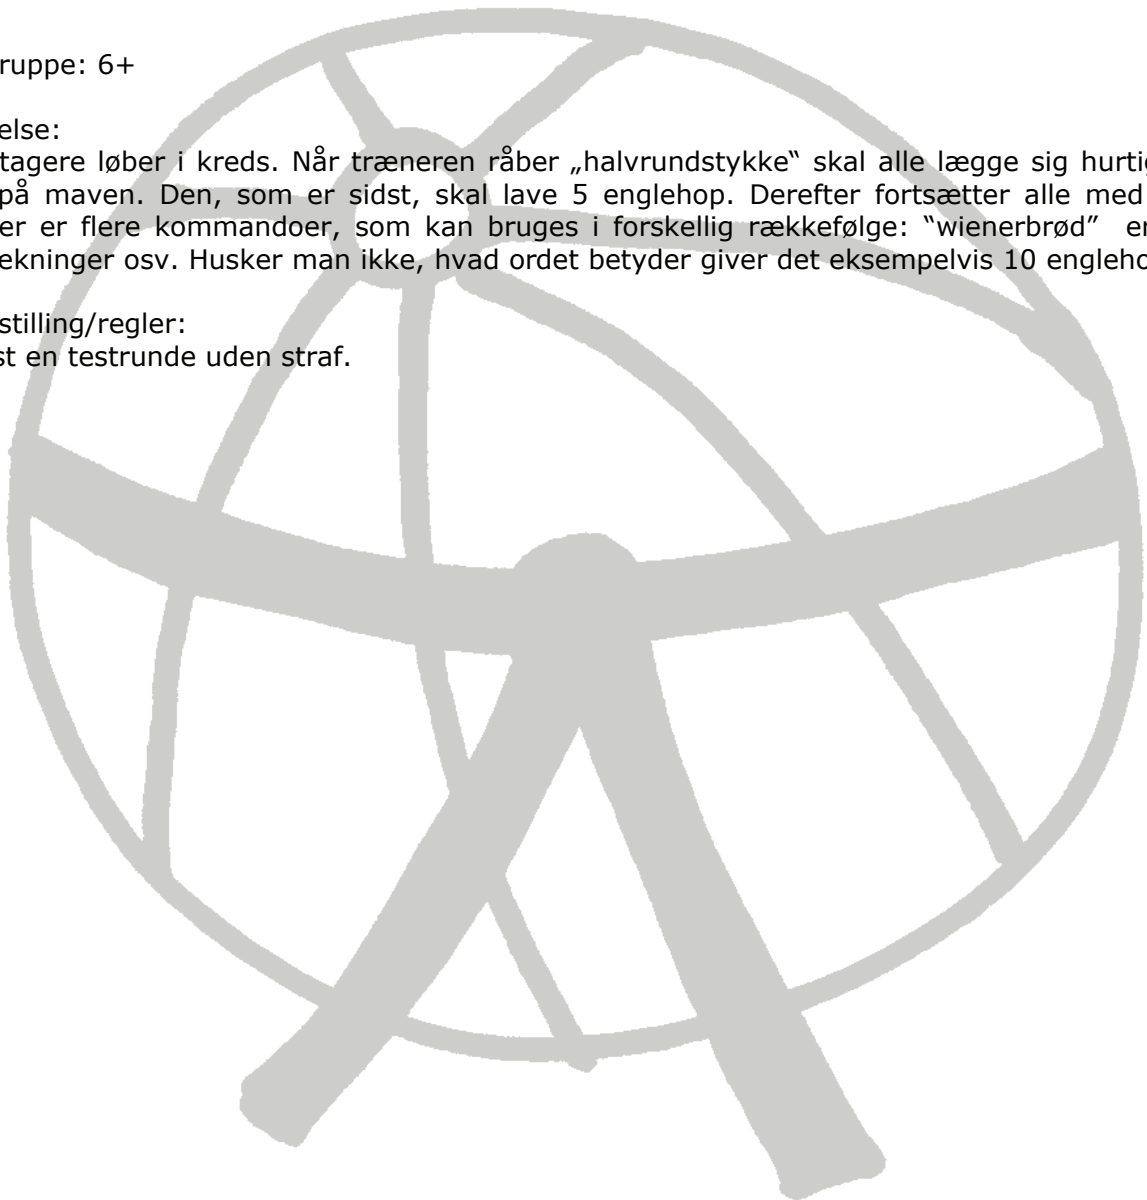 ruppe: 6+
else:
tagere løber i kreds. Når træneren råber „halvrundstykke“ skal alle lægge sig hurtig
på maven. Den, som er sidst, skal lave 5 englehop. Derefter fortsætter alle med
er er flere kommandoer, som kan bruges i forskellig rækkefølge: “wienerbrød” er
ekninger osv. Husker man ikke, hvad ordet betyder giver det eksempelvis 10 engleho
stilling/regler:
st en testrunde uden straf.